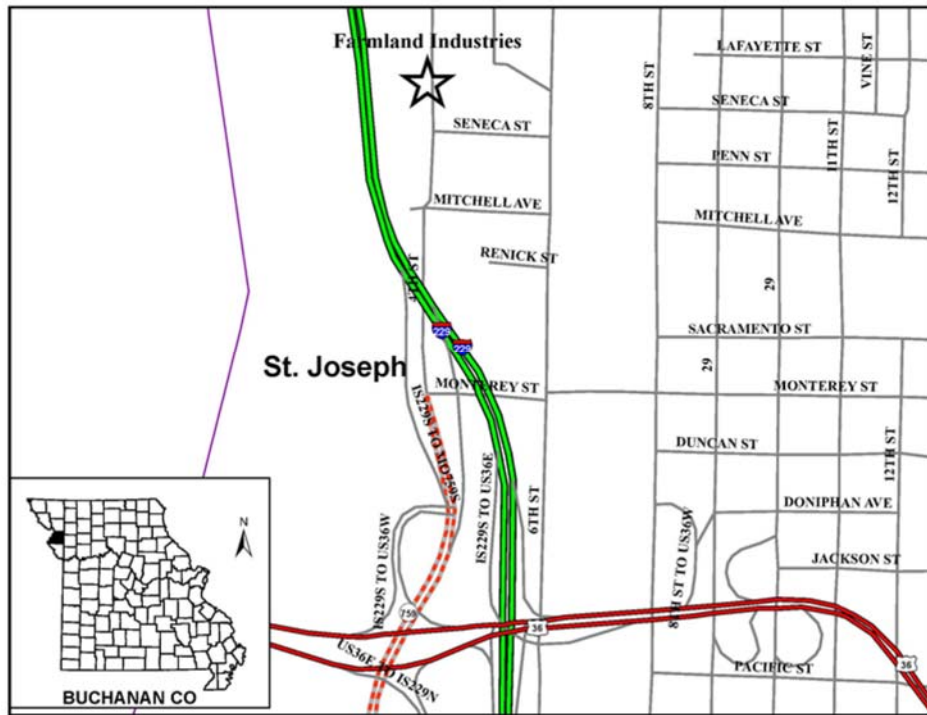 Farmland Industries
LAFAYETTE ST
VINE ST
8TH ST
SENECA ST
SENECA ST
PENN ST
11TH ST
12TH ST
MITCHELL AVE
MITCHELL AVE
RENICK ST
4TH ST
29
229
229
SACRAMENTO ST
St. Joseph
29
MONTEREY ST
MONTEREY ST
IS229S TO MO759S
DUNCAN ST
12TH ST
IS229S TO US36E
6TH ST
DONIPHAN AVE
IS229S TO US36W
8TH ST TO US36W
JACKSON ST
759
36
36
US36E TO IS229N
PACIFIC ST
N
BUCHANAN CO